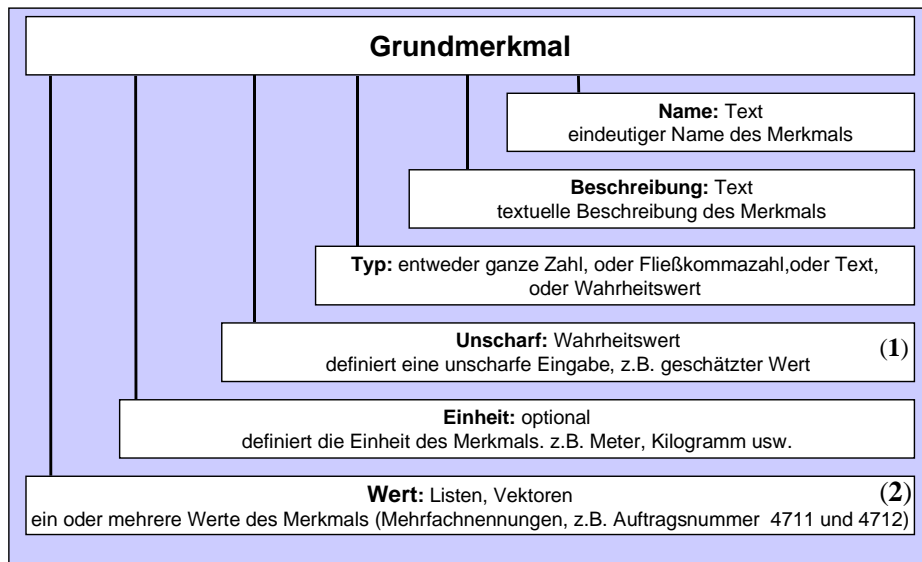 Grundmerkmal
Name: Text
eindeutiger Name des Merkmals
Beschreibung: Text
textuelle Beschreibung des Merkmals
Typ: entweder ganze Zahl, oder Fließkommazahl,oder Text,
oder Wahrheitswert
Unscharf: Wahrheitswert
definiert eine unscharfe Eingabe, z.B. geschätzter Wert
(1)
Einheit: optional
definiert die Einheit des Merkmals. z.B. Meter, Kilogramm usw.
Wert: Listen, Vektoren
(2)
ein oder mehrere Werte des Merkmals (Mehrfachnennungen, z.B. Auftragsnummer 4711 und 4712)